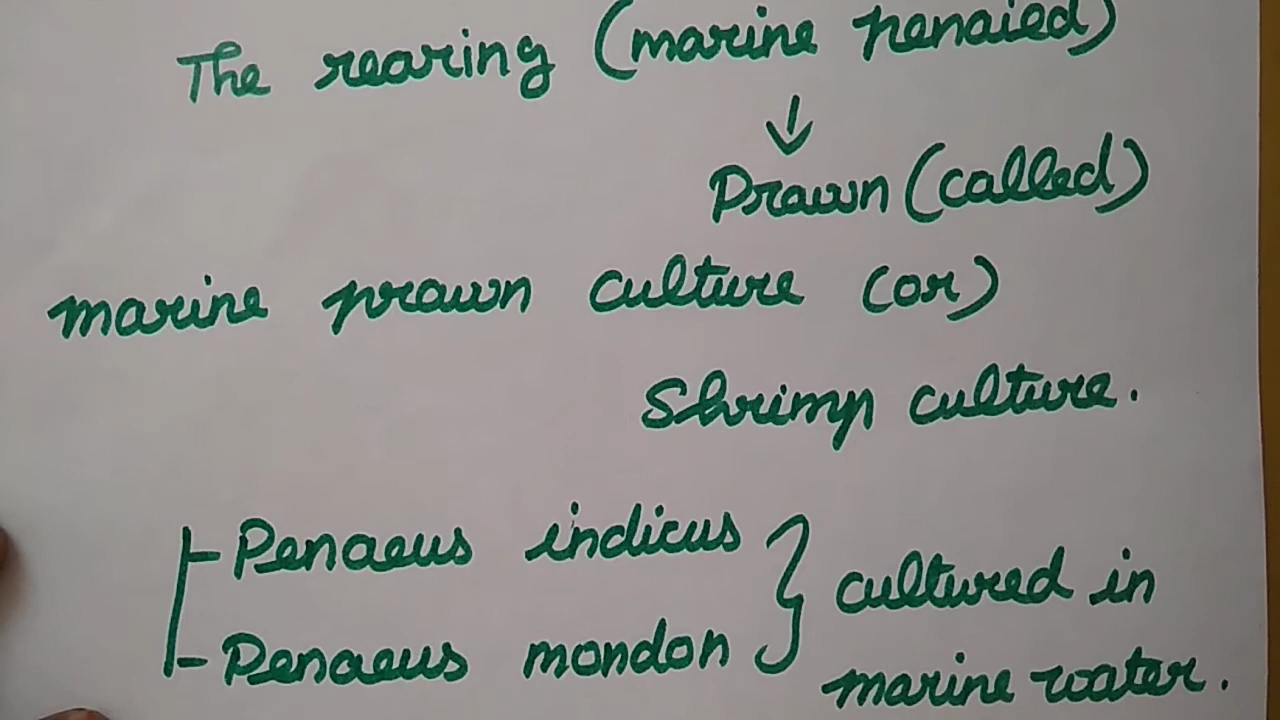 The rearing (marine penaied)
↓
Prawn (called)
marine prawn culture (or)
Shrimp culture.
Penaeus indicus
Penaeus mondon
} cultured in
marine water.